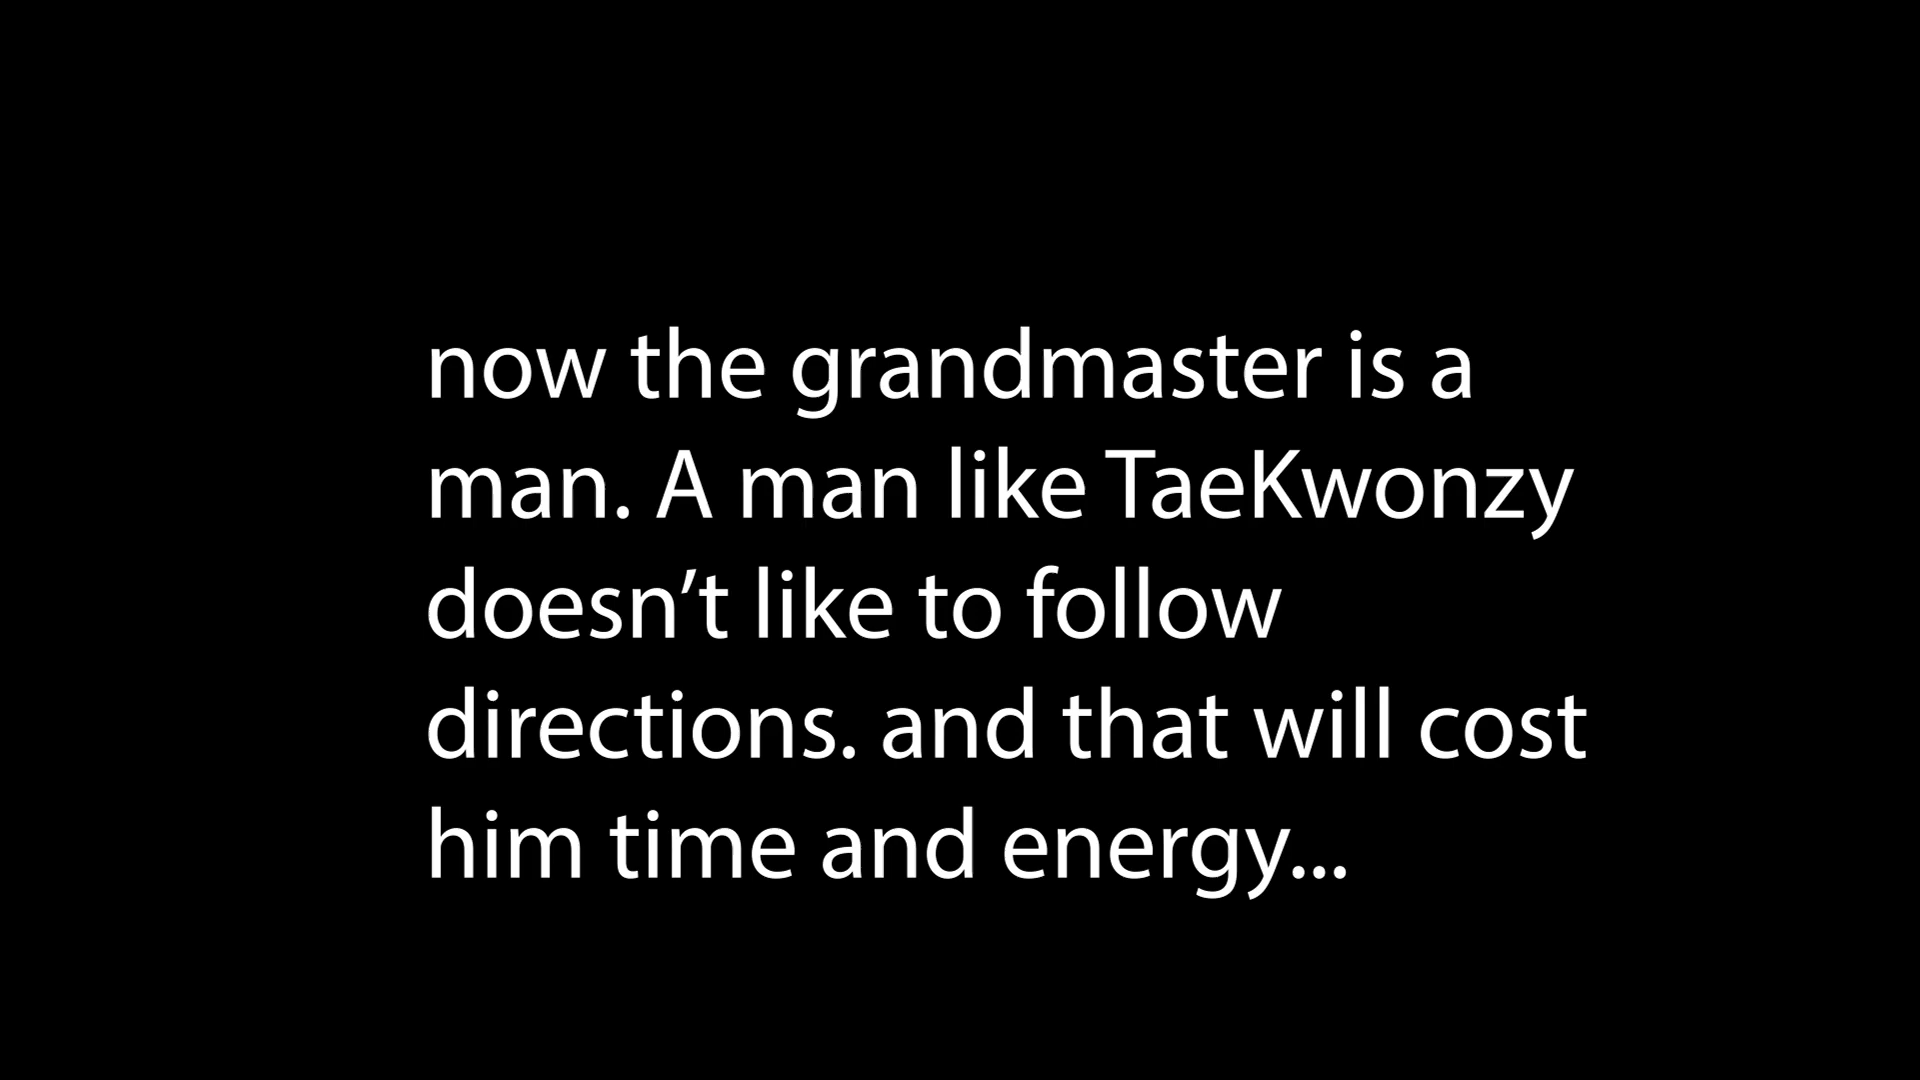 now the grandmaster is a
man. A man like TaeKwonzy
doesn’t like to follow
directions. and that will cost
him time and energy...